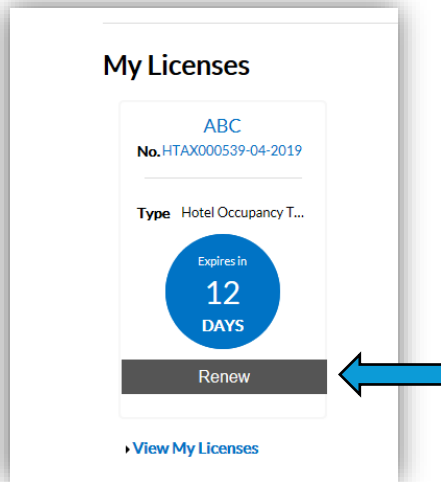 My Licenses
ABC
No. HTAX000539-04-2019
Type Hotel Occupancy T...
Expires in
12
DAYS
Renew
View My Licenses